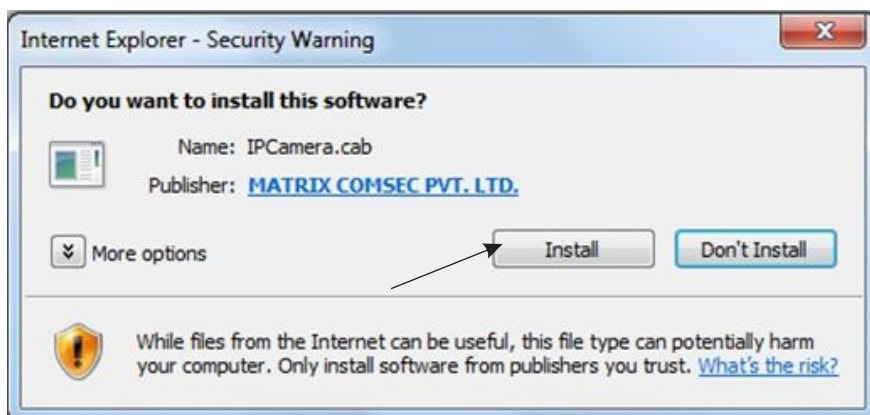 Internet Explorer - Security Warning
Do you want to install this software?
Name: IPCamera.cab
Publisher: MATRIX COMSEC PVT. LTD.
More options
Install
Don't Install
While files from the Internet can be useful, this file type can potentially harm
your computer. Only install software from publishers you trust. What's the risk?